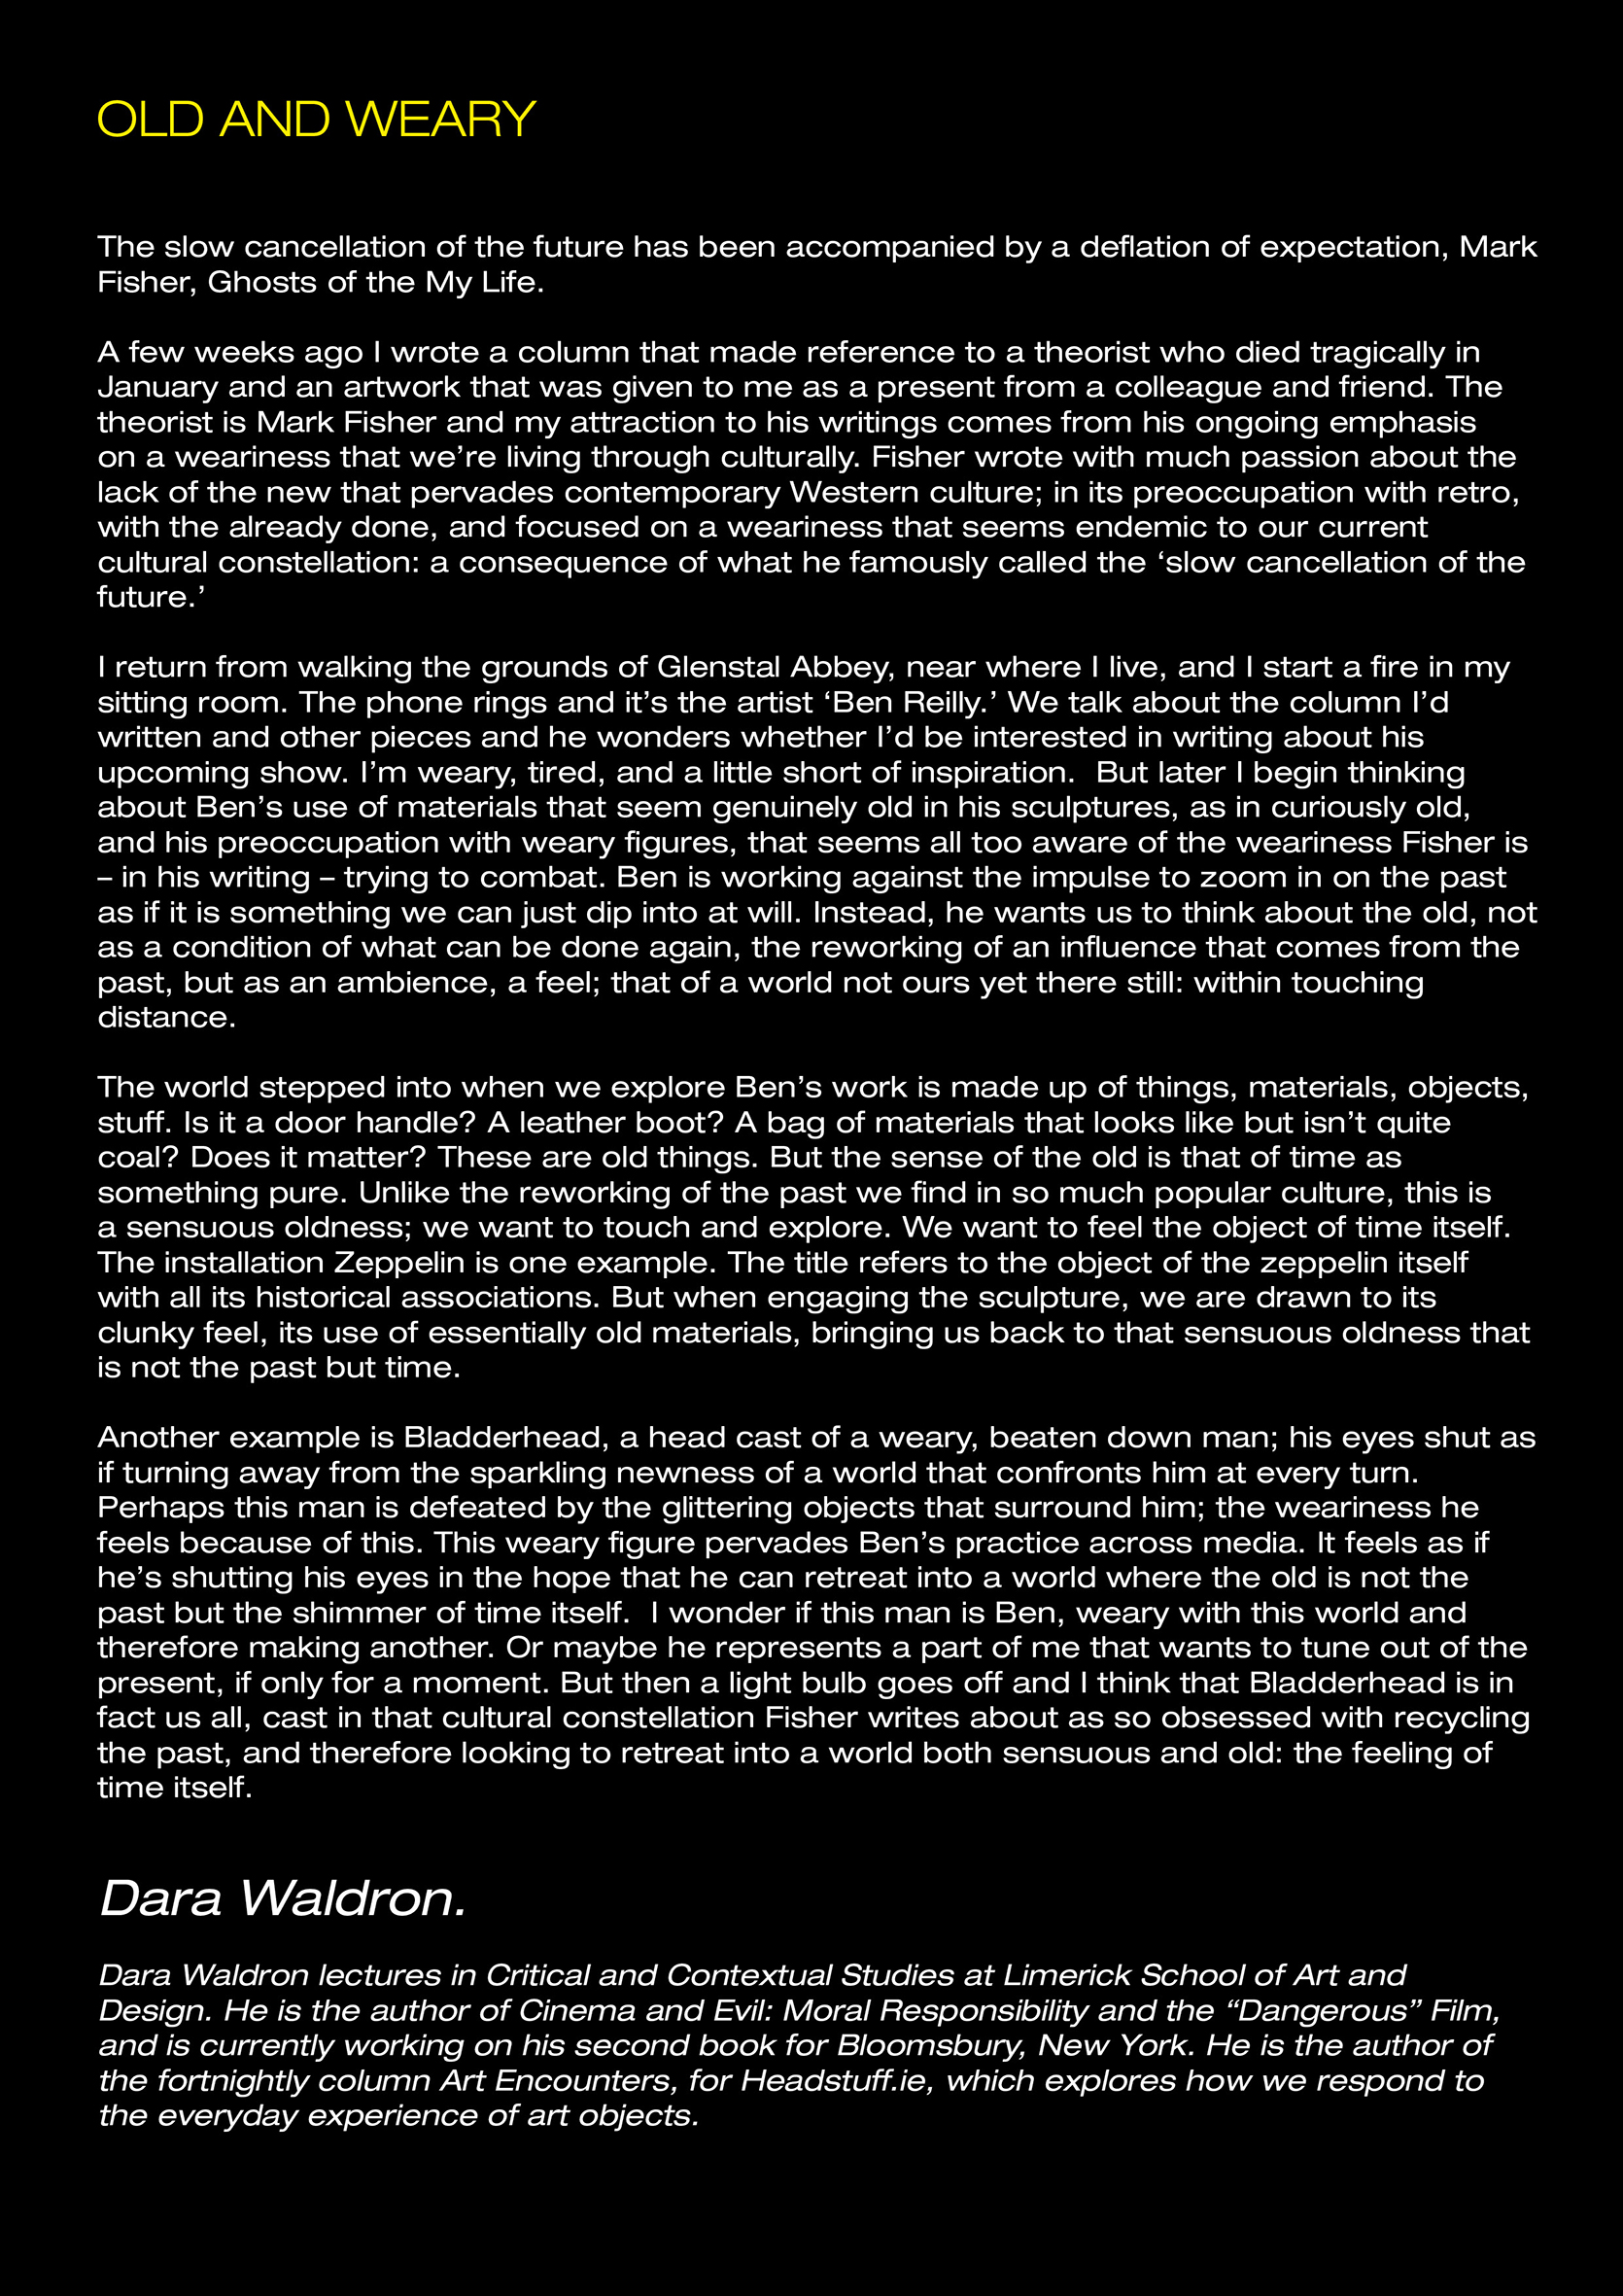 OLD AND WEARY
The slow cancellation of the future has been accompanied by a deflation of expectation, Mark
Fisher, Ghosts of the My Life.
A few weeks ago I wrote a column that made reference to a theorist who died tragically in
January and an artwork that was given to me as a present from a colleague and friend. The
theorist is Mark Fisher and my attraction to his writings comes from his ongoing emphasis
on a weariness that we’re living through culturally. Fisher wrote with much passion about the
lack of the new that pervades contemporary Western culture; in its preoccupation with retro,
with the already done, and focused on a weariness that seems endemic to our current
cultural constellation: a consequence of what he famously called the ‘slow cancellation of the
future.’
I return from walking the grounds of Glenstal Abbey, near where I live, and I start a fire in my
sitting room. The phone rings and it’s the artist ‘Ben Reilly.’ We talk about the column I’d
written and other pieces and he wonders whether I’d be interested in writing about his
upcoming show. I’m weary, tired, and a little short of inspiration.  But later I begin thinking
about Ben’s use of materials that seem genuinely old in his sculptures, as in curiously old,
and his preoccupation with weary figures, that seems all too aware of the weariness Fisher is
– in his writing – trying to combat. Ben is working against the impulse to zoom in on the past
as if it is something we can just dip into at will. Instead, he wants us to think about the old, not
as a condition of what can be done again, the reworking of an influence that comes from the
past, but as an ambience, a feel; that of a world not ours yet there still: within touching
distance.
The world stepped into when we explore Ben’s work is made up of things, materials, objects,
stuff. Is it a door handle? A leather boot? A bag of materials that looks like but isn’t quite
coal? Does it matter? These are old things. But the sense of the old is that of time as
something pure. Unlike the reworking of the past we find in so much popular culture, this is
a sensuous oldness; we want to touch and explore. We want to feel the object of time itself.
The installation Zeppelin is one example. The title refers to the object of the zeppelin itself
with all its historical associations. But when engaging the sculpture, we are drawn to its
clunky feel, its use of essentially old materials, bringing us back to that sensuous oldness that
is not the past but time.
Another example is Bladderhead, a head cast of a weary, beaten down man; his eyes shut as
if turning away from the sparkling newness of a world that confronts him at every turn.
Perhaps this man is defeated by the glittering objects that surround him; the weariness he
feels because of this. This weary figure pervades Ben’s practice across media. It feels as if
he’s shutting his eyes in the hope that he can retreat into a world where the old is not the
past but the shimmer of time itself.  I wonder if this man is Ben, weary with this world and
therefore making another. Or maybe he represents a part of me that wants to tune out of the
present, if only for a moment. But then a light bulb goes off and I think that Bladderhead is in
fact us all, cast in that cultural constellation Fisher writes about as so obsessed with recycling
the past, and therefore looking to retreat into a world both sensuous and old: the feeling of
time itself.
Dara Waldron.
Dara Waldron lectures in Critical and Contextual Studies at Limerick School of Art and
Design. He is the author of Cinema and Evil: Moral Responsibility and the “Dangerous” Film,
and is currently working on his second book for Bloomsbury, New York. He is the author of
the fortnightly column Art Encounters, for Headstuff.ie, which explores how we respond to
the everyday experience of art objects.